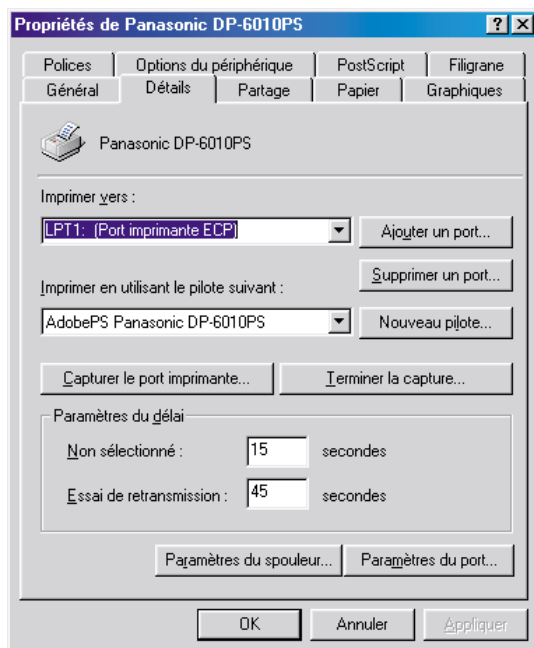 Propriétés de Panasonic DP-6010PS
Polices Options du périphérique PostScript Filigrane
Général Détails Partage Papier Graphiques
Panasonic DP-6010PS
Imprimer vers :
LPT1: (Port imprimante ECP) Ajouter un port...
Supprimer un port...
Imprimer en utilisant le pilote suivant :
AdobePS Panasonic DP-6010PS Nouveau pilote...
Capturer le port imprimante... Terminer la capture...
Paramètres du délai
Non sélectionné : 15 secondes
Essai de retransmission : 45 secondes
Paramètres du spouleur... Paramètres du port...
OK Annuler Appliquer